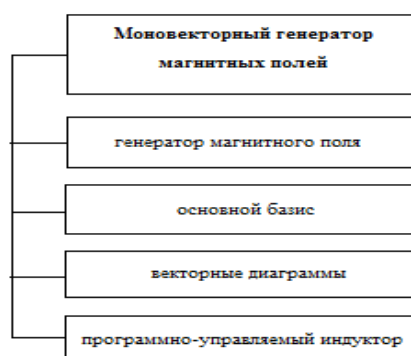 Моновекторный генератор
магнитных полей
генератор магнитного поля
основной базис
векторные диаграммы
программно-управляемый индуктор